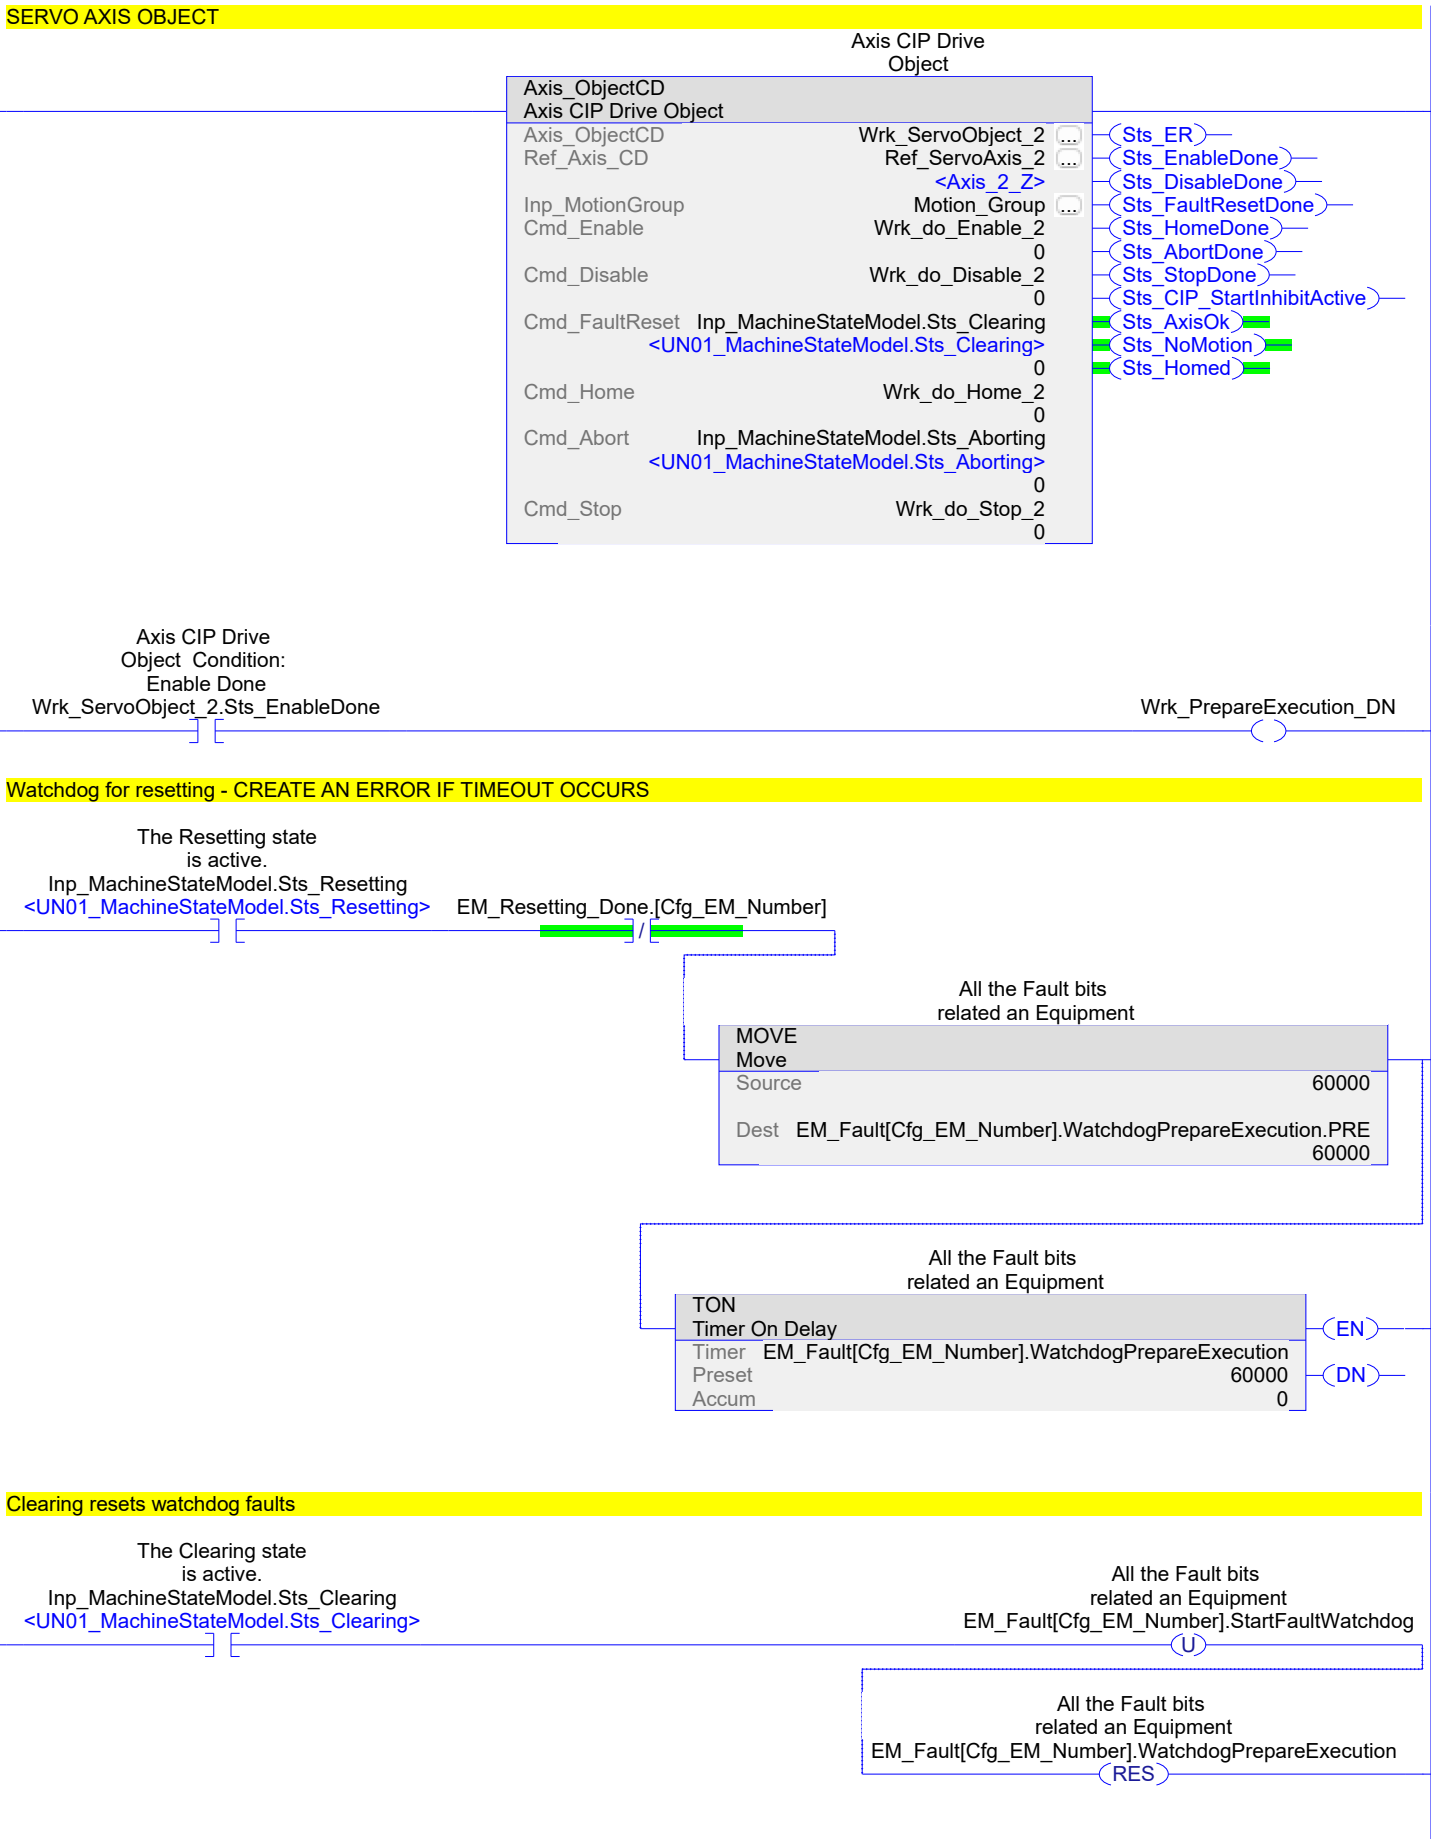 SERVO AXIS OBJECT
Axis CIP Drive
Object
Axis_ObjectCD
Axis CIP Drive Object
Axis_ObjectCD Wrk_ServoObject_2 ... Sts_ER
Ref_Axis_CD Ref_ServoAxis_2 ... Sts_EnableDone
<Axis_2_Z> Sts_DisableDone
Inp_MotionGroup Motion_Group ... Sts_FaultResetDone
Cmd_Enable Wrk_do_Enable_2 Sts_HomeDone
0 Sts_AbortDone
Cmd_Disable Wrk_do_Disable_2 Sts_StopDone
0 Sts_CIP_StartInhibitActive
Cmd_FaultReset Inp_MachineStateModel.Sts_Clearing Sts_AxisOk
<UN01_MachineStateModel.Sts_Clearing> Sts_NoMotion
0 Sts_Homed
Cmd_Home Wrk_do_Home_2
0
Cmd_Abort Inp_MachineStateModel.Sts_Aborting
<UN01_MachineStateModel.Sts_Aborting>
0
Cmd_Stop Wrk_do_Stop_2
0
Axis CIP Drive
Object Condition:
Enable Done
Wrk_ServoObject_2.Sts_EnableDone Wrk_PrepareExecution_DN
Watchdog for resetting - CREATE AN ERROR IF TIMEOUT OCCURS
The Resetting state
is active.
Inp_MachineStateModel.Sts_Resetting
<UN01_MachineStateModel.Sts_Resetting> EM_Resetting_Done.[Cfg_EM_Number]
/
All the Fault bits
related an Equipment
MOVE
Move
Source 60000
Dest EM_Fault[Cfg_EM_Number].WatchdogPrepareExecution.PRE
60000
All the Fault bits
related an Equipment
TON
Timer On Delay EN
Timer EM_Fault[Cfg_EM_Number].WatchdogPrepareExecution
Preset 60000 DN
Accum 0
Clearing resets watchdog faults
The Clearing state
is active.
Inp_MachineStateModel.Sts_Clearing
<UN01_MachineStateModel.Sts_Clearing>
All the Fault bits
related an Equipment
EM_Fault[Cfg_EM_Number].StartFaultWatchdog
U
All the Fault bits
related an Equipment
EM_Fault[Cfg_EM_Number].WatchdogPrepareExecution
RES